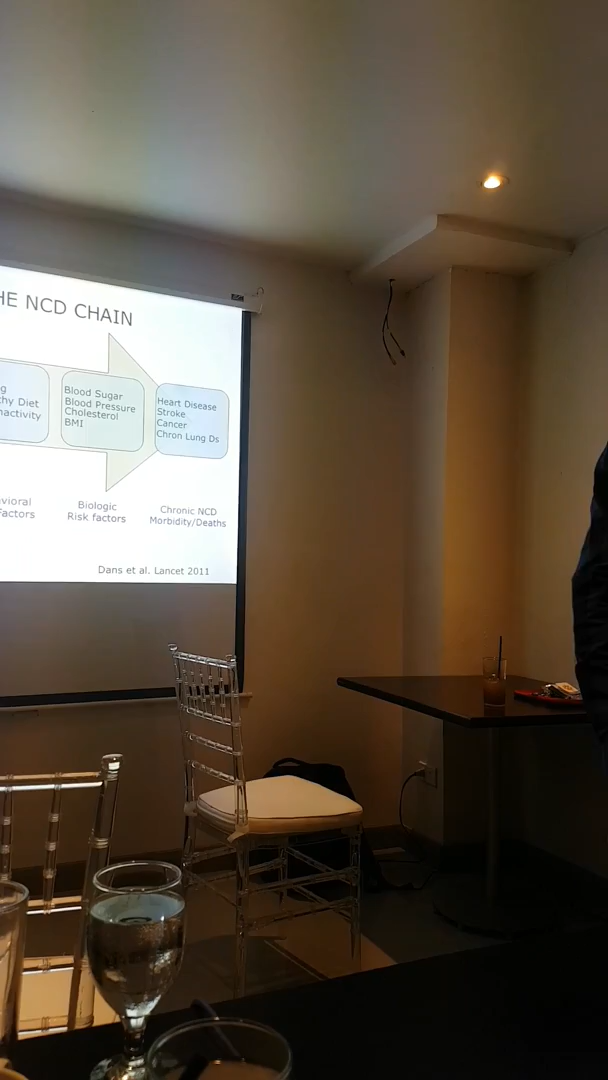 HE NCD CHAIN
g
hy Diet
nactivity
Blood Sugar
Blood Pressure
Cholesterol
BMI
Heart Disease
Stroke
Cancer
Chron Lung Ds
vioral
Factors
Biologic
Risk factors
Chronic NCD
Morbidity/Deaths
Dans et al. Lancet 2011